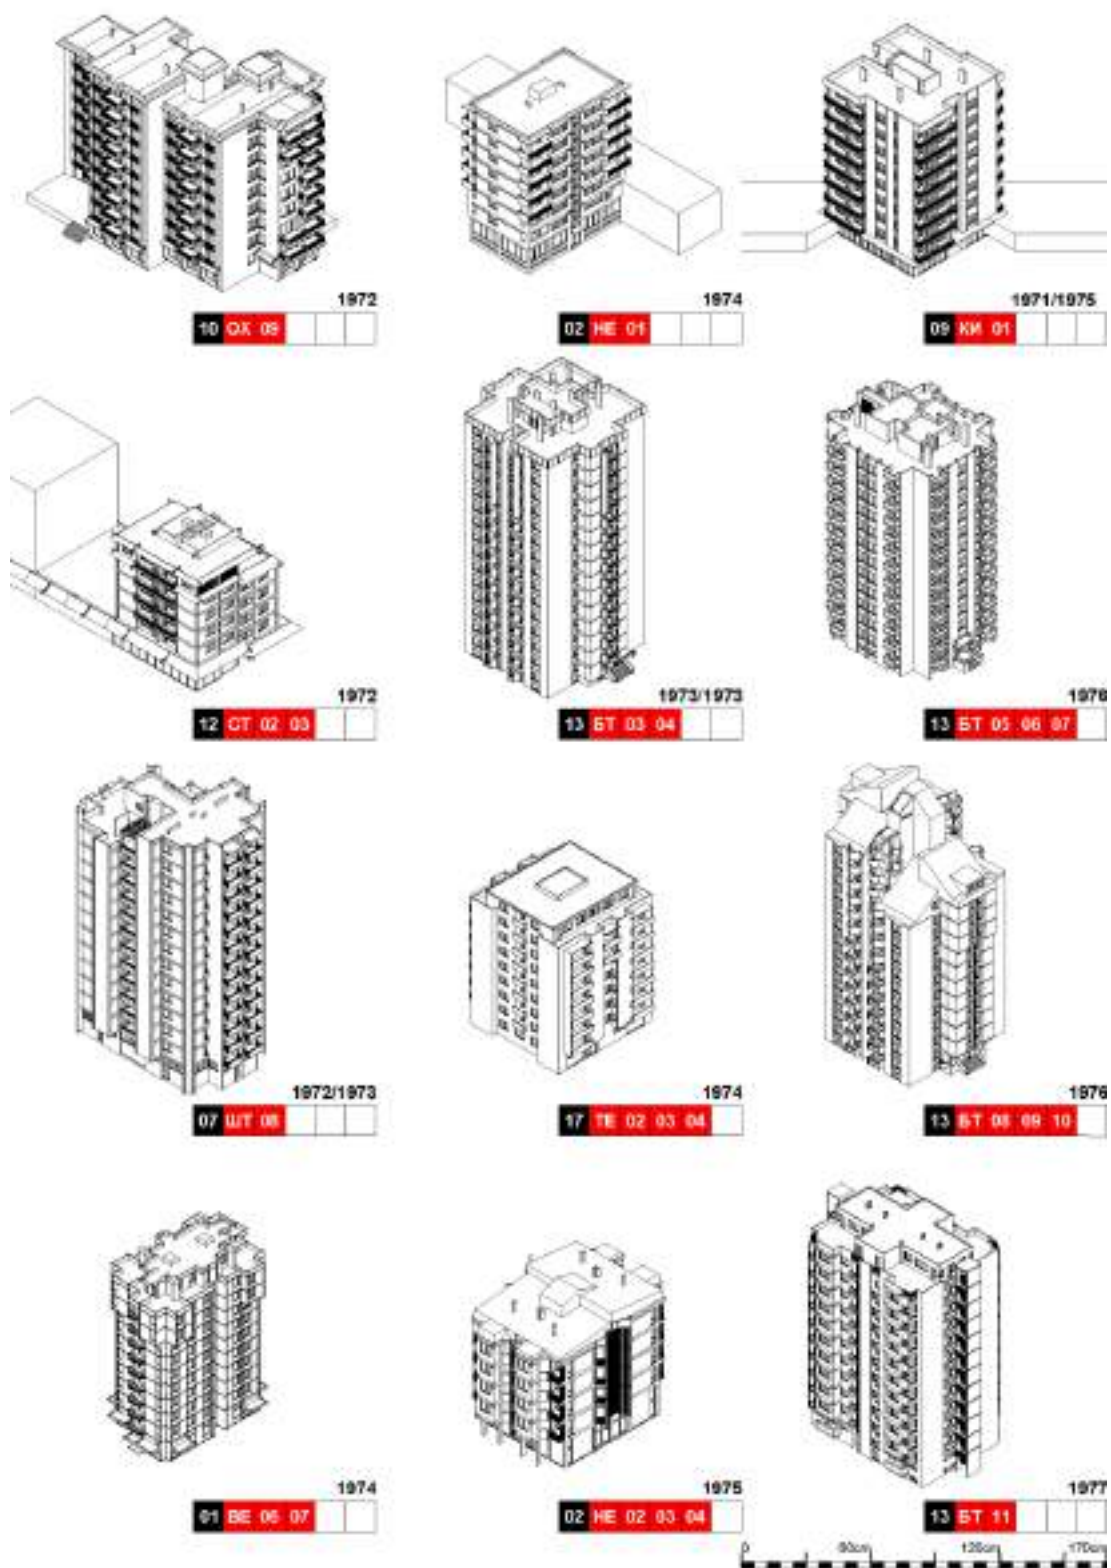 1972
10 ОХ 09
1974
02 НЕ 01
1971/1975
09 КИ 01
1972
12 СТ 02 03
1973/1973
13 БТ 03 04
1976
13 БТ 05 06 07
1972/1973
07 ШТ 08
1974
17 ТЕ 02 03 04
1976
13 БТ 08 09 10
1974
01 ВЕ 06 07
1975
02 НЕ 02 03 04
1977
13 БТ 11
0